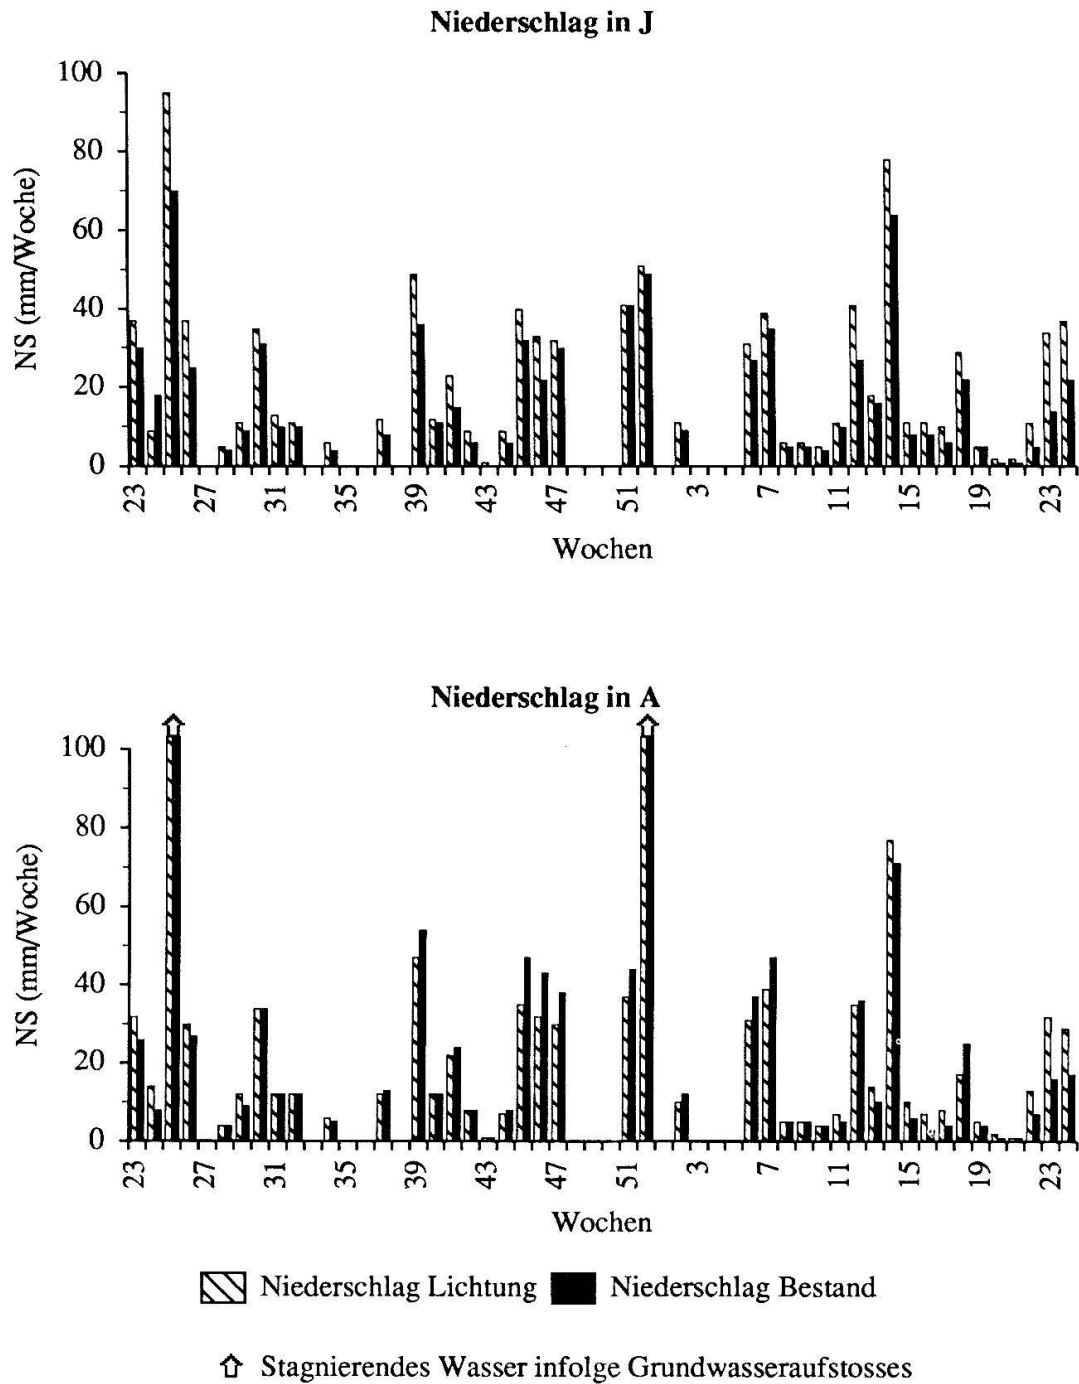 Niederschlag in J
NS (mm/Woche)
100
80
60
40
20
0
23 27 31 35 39 43 47 51 3 7 11 15 19 23
Wochen
Niederschlag in A
NS (mm/Woche)
100
80
60
40
20
0
23 27 31 35 39 43 47 51 3 7 11 15 19 23
Wochen
Niederschlag Lichtung Niederschlag Bestand
Stagnierendes Wasser infolge Grundwasseraufstosses